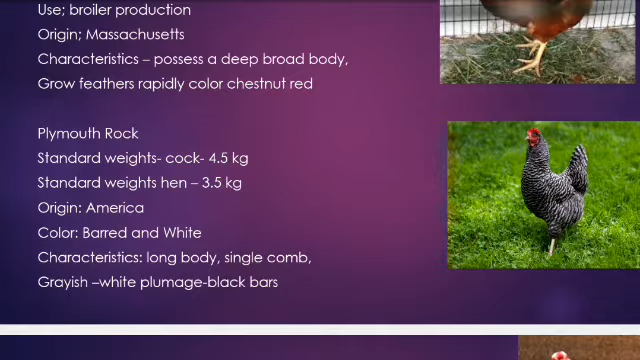 Use; broiler production
Origin; Massachusetts
Characteristics – possess a deep broad body,
Grow feathers rapidly color chestnut red
Plymouth Rock
Standard weights- cock- 4.5 kg
Standard weights hen – 3.5 kg
Origin: America
Color: Barred and White
Characteristics: long body, single comb,
Grayish –white plumage-black bars